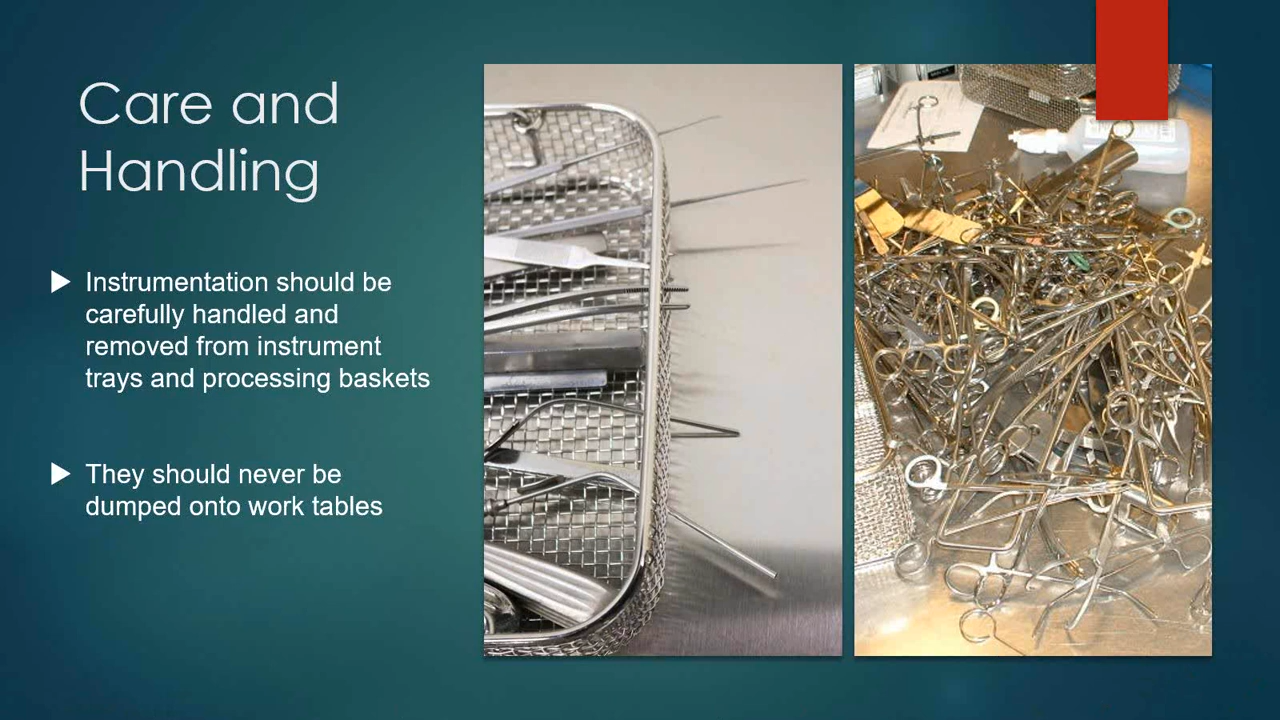 Care and
Handling
Instrumentation should be
carefully handled and
removed from instrument
trays and processing baskets
They should never be
dumped onto work tables